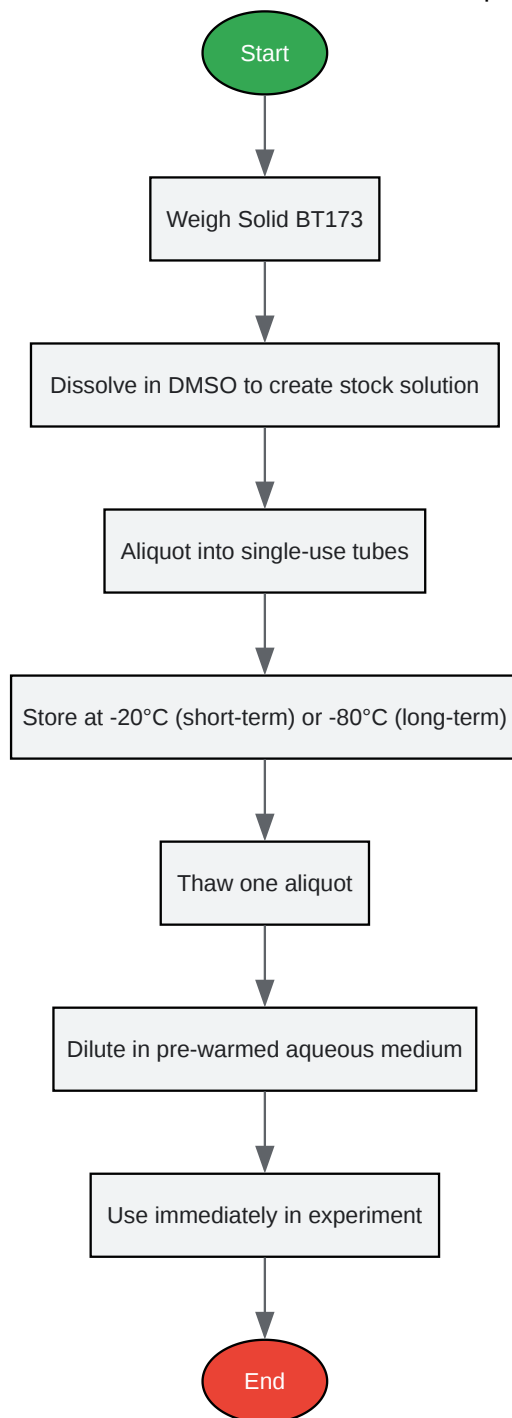 Start
Weigh Solid BT173
Dissolve in DMSO to create stock solution
Aliquot into single-use tubes
Store at -20°C (short-term) or -80°C (long-term)
Thaw one aliquot
Dilute in pre-warmed aqueous medium
Use immediately in experiment
End